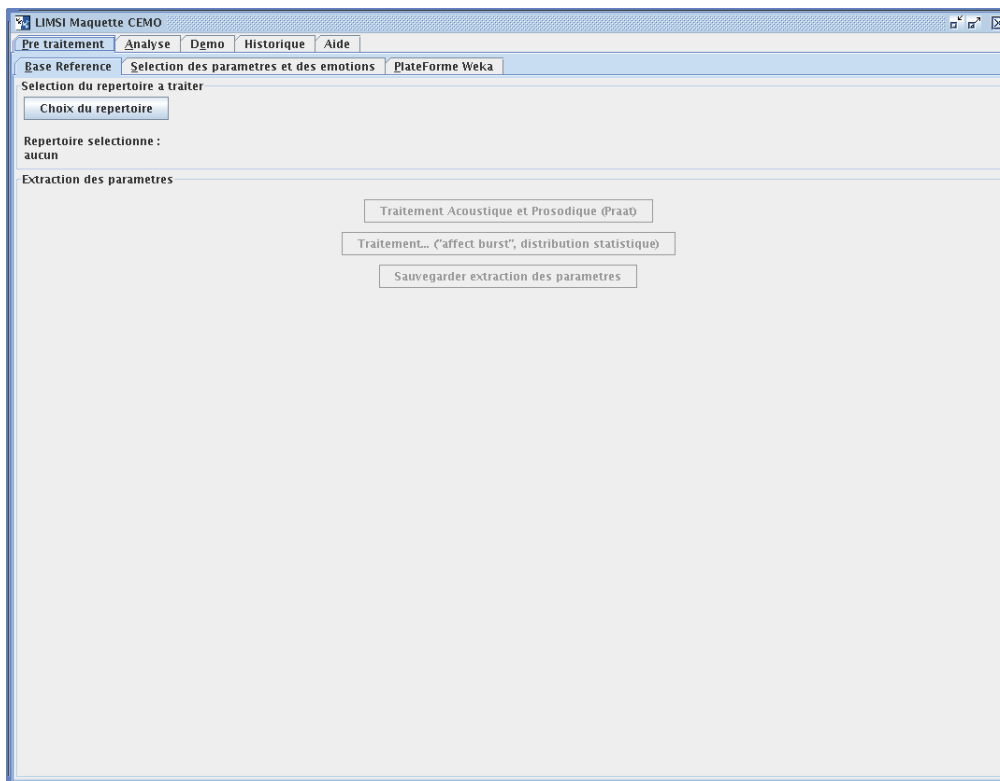 LIMSI Maquette CEMO
Pre traitement Analyse Demo Historique Aide
Base Reference Selection des parametres et des emotions PlateForme Weka
Selection du repertoire a traiter
Choix du repertoire
Repertoire selectionne :
aucun
Extraction des parametres
Traitement Acoustique et Prosodique (Praat)
Traitement... ("affect burst", distribution statistique)
Sauvegarder extraction des parametres